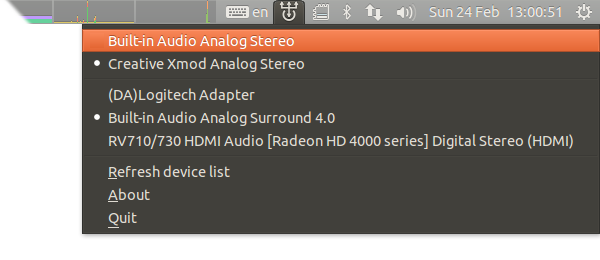 en Sun 24 Feb 13:00:51
Built-in Audio Analog Stereo
Creative Xmod Analog Stereo
(DA)Logitech Adapter
Built-in Audio Analog Surround 4.0
RV710/730 HDMI Audio [Radeon HD 4000 series] Digital Stereo (HDMI)
Refresh device list
About
Quit